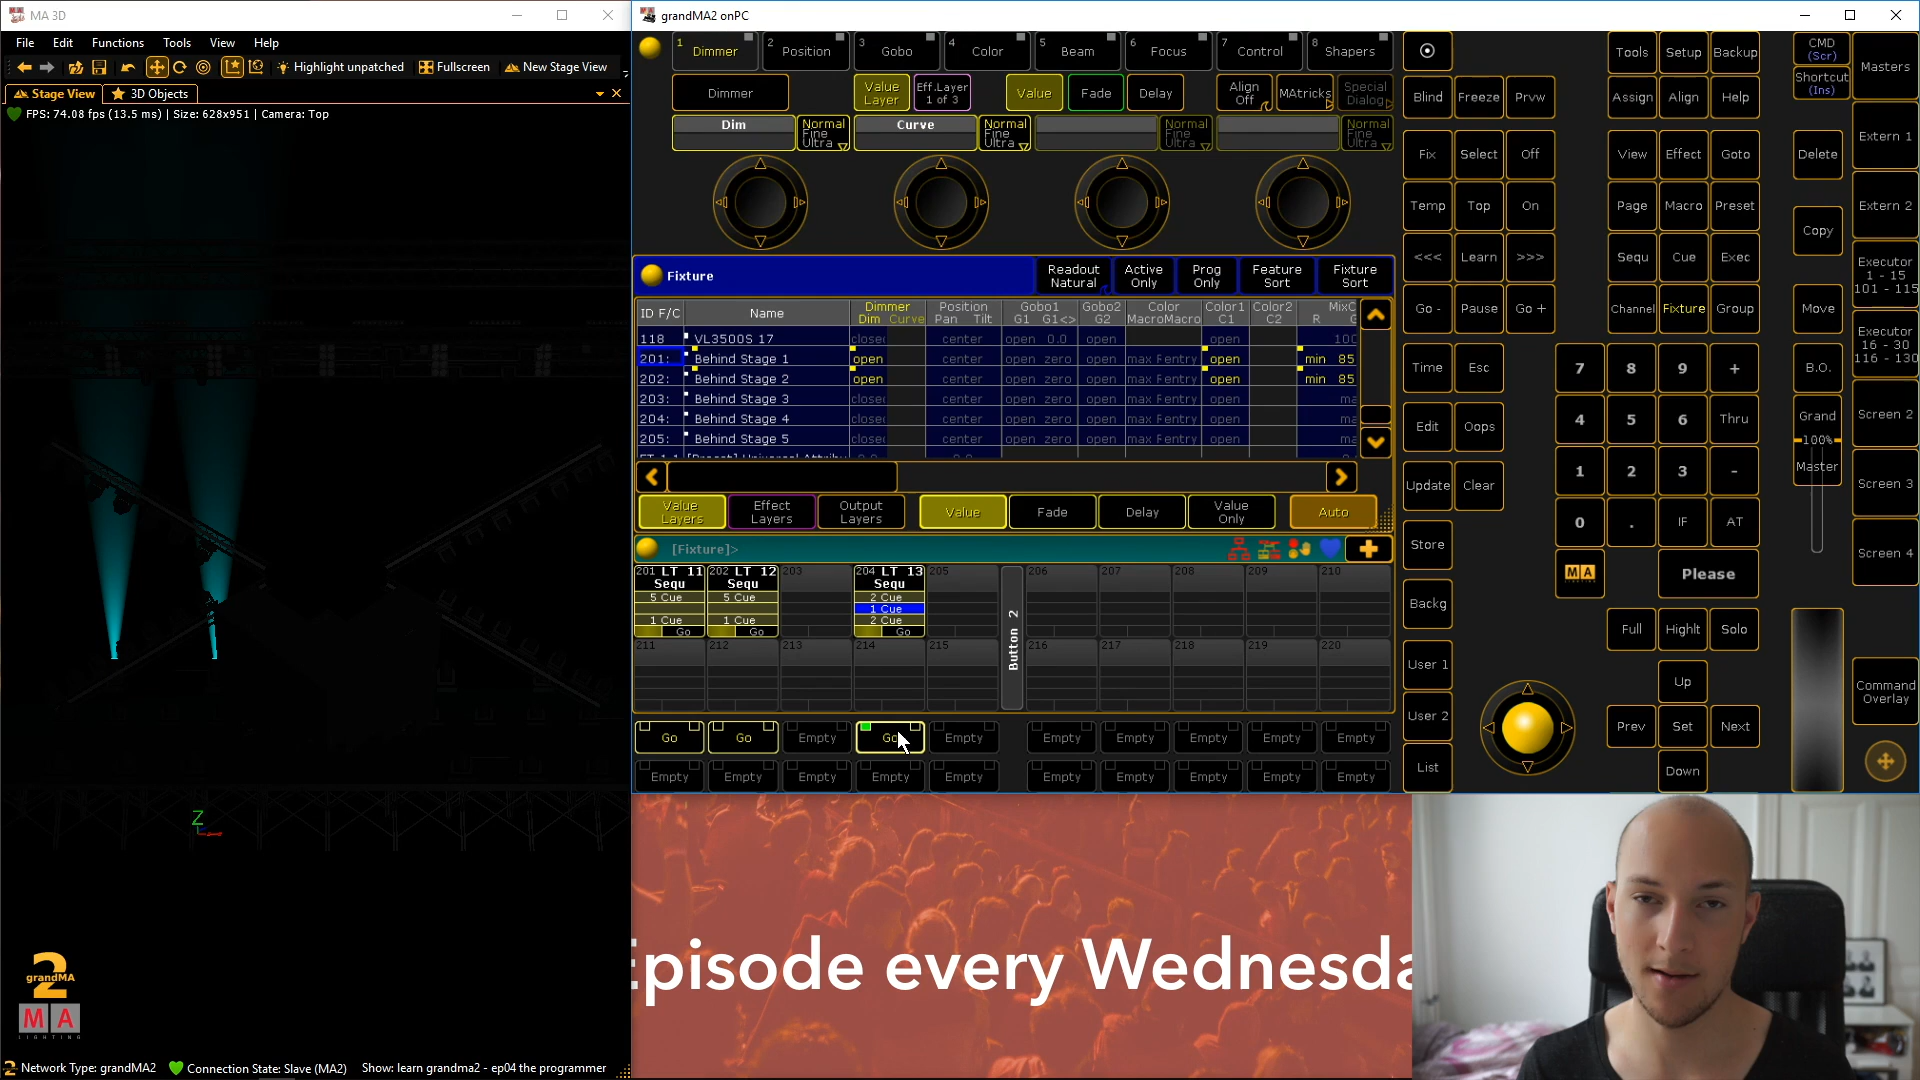 MA 3D
File Edit Functions Tools View Help
Highlight unpatched Fullscreen New Stage View
Stage View 3D Objects
FPS: 74.08 fps (13.5 ms) | Size: 628x951 | Camera: Top
Z
2
grandMA
MA
LIGHTING
Network Type: grandMA2 Connection State: Slave (MA2) Show: learn grandma2 - ep04 the programmer
grandMA2 onPC
1 Dimmer 2 Position 3 Gobo 4 Color 5 Beam 6 Focus 7 Control 8 Shapers
Dimmer Value Layer Eff.Layer 1 of 3 Value Fade Delay Align Off MAtricks Special Dialog
Dim Normal Fine Ultra Curve Normal Fine Ultra Normal Fine Ultra Normal Fine Ultra
Fixture Readout Natural Active Only Prog Only Feature Sort Fixture Sort
ID F/C Name Dimmer Position Gobo1 Gobo2 Color Color1 Color2 MixC
Dim Curve Pan Tilt G1 G1<> G2 MacroMacro C1 C2 R G
118 VL3500S 17 close center open 0.0 open open 100
201: Behind Stage 1 open center open zero open max Fentry open min 85
202: Behind Stage 2 open center open zero open max Fentry open min 85
203: Behind Stage 3 close center open zero open max Fentry open ma
204: Behind Stage 4 close center open zero open max Fentry open ma
205: Behind Stage 5 close center open zero open max Fentry open ma
Value Layers Effect Layers Output Layers Value Fade Delay Value Only Auto
[Fixture]>
201 LT 11 202 LT 12 203 204 LT 13 205 206 207 208 209 210
Sequ Sequ Sequ
5 Cue 5 Cue 2 Cue
1 Cue
1 Cue 1 Cue 2 Cue
Go Go Go
Button 2
211 212 213 214 215 216 217 218 219 220
Go Go Empty Go Empty Empty Empty Empty Empty Empty
Empty Empty Empty Empty Empty Empty Empty Empty Empty Empty
Tools Setup Backup CMD (Scr) Masters
Shortcut (Ins)
Blind Freeze Prvw Assign Align Help
Extern 1
Fix Select Off View Effect Goto Delete
Temp Top On Page Macro Preset Extern 2
Copy
<<< Learn >>> Sequ Cue Exec Executor 1 - 15 101 - 115
Go - Pause Go + Channel Fixture Group Move
Executor 16 - 30 116 - 130
Time Esc 7 8 9 + B.O.
Edit Oops 4 5 6 Thru Grand 100% Master Screen 2
Update Clear 1 2 3 - Screen 3
Store 0 . IF AT Screen 4
MA Please
Backg
Full Highlt Solo
User 1 Up Command Overlay
User 2 Prev Set Next
List Down
Episode every Wednesda